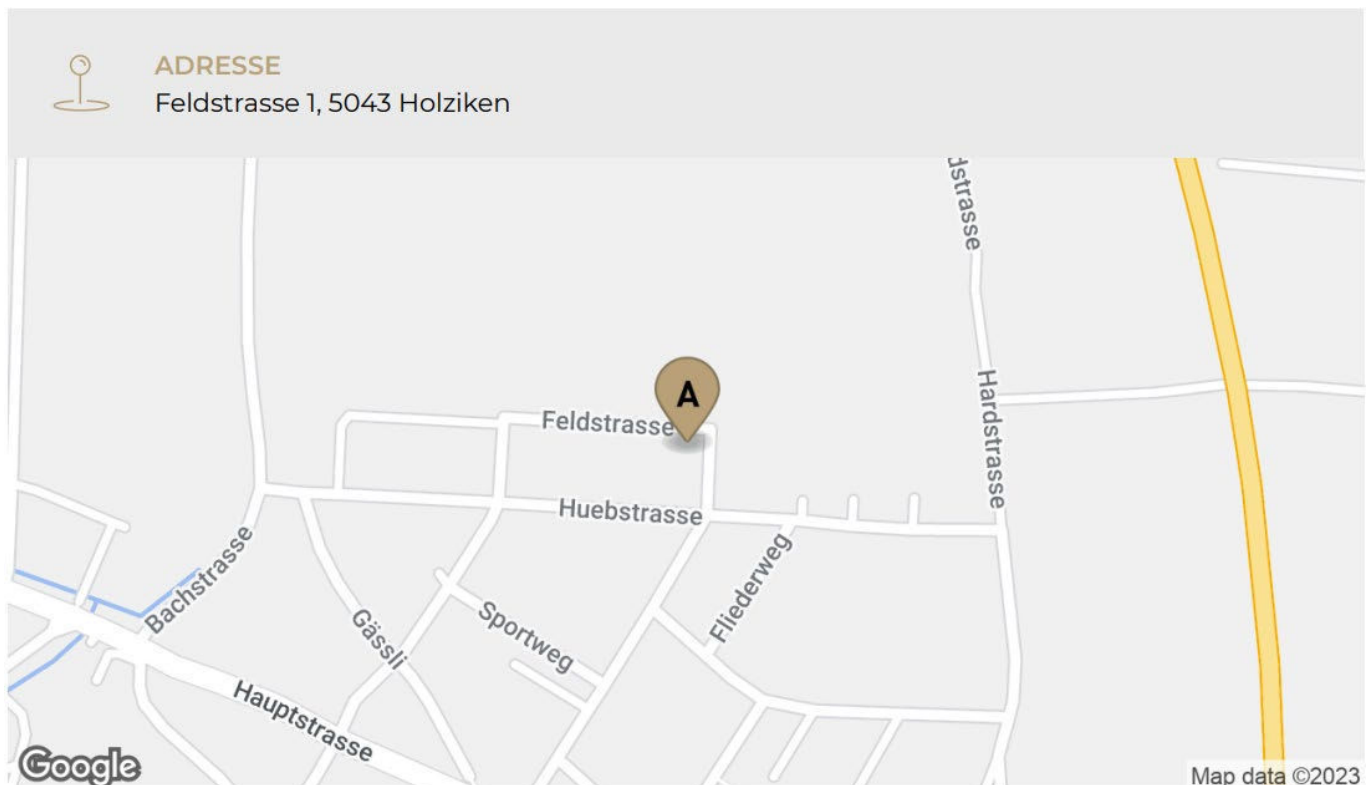 ADRESSE
Feldstrasse 1, 5043 Holziken
dstrasse
Hardstrasse
A
Feldstrasse
Huebstrasse
Bachstrasse
Fliederweg
Gässli
Sportweg
Hauptstrasse
Google
Map data ©2023